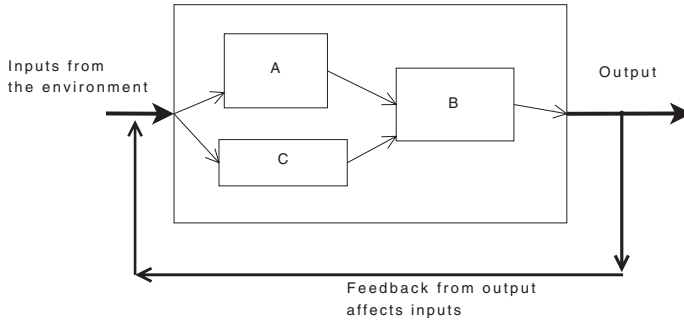 Inputs from
the environment
A
B
C
Output
Feedback from output
affects inputs